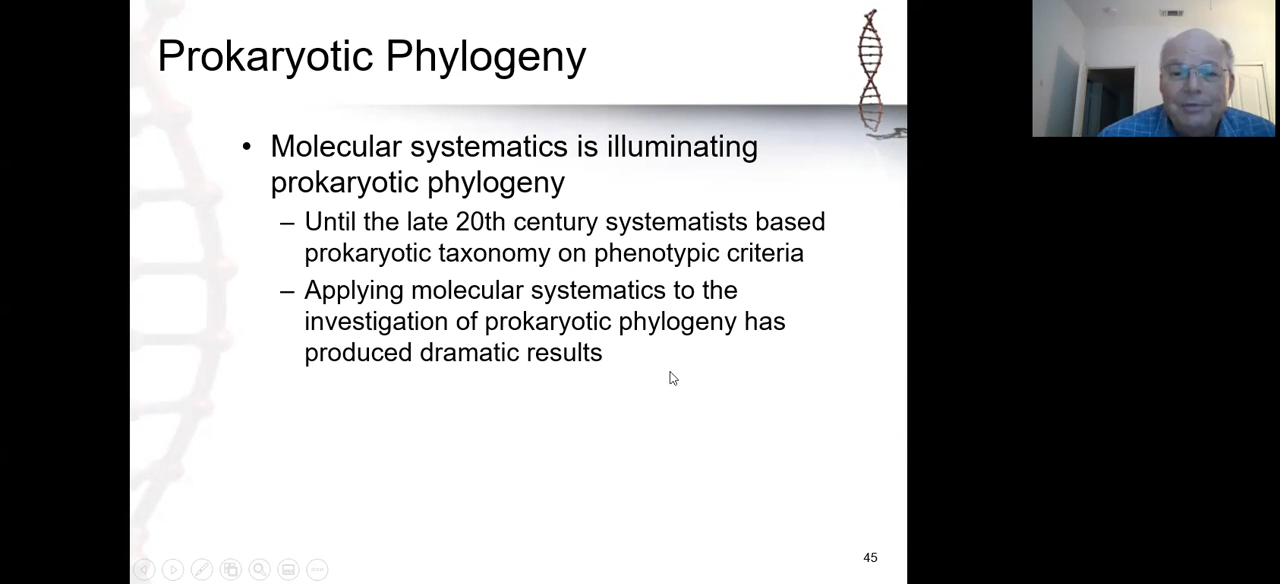 Prokaryotic Phylogeny
• Molecular systematics is illuminating
prokaryotic phylogeny
– Until the late 20th century systematists based
prokaryotic taxonomy on phenotypic criteria
– Applying molecular systematics to the
investigation of prokaryotic phylogeny has
produced dramatic results
45